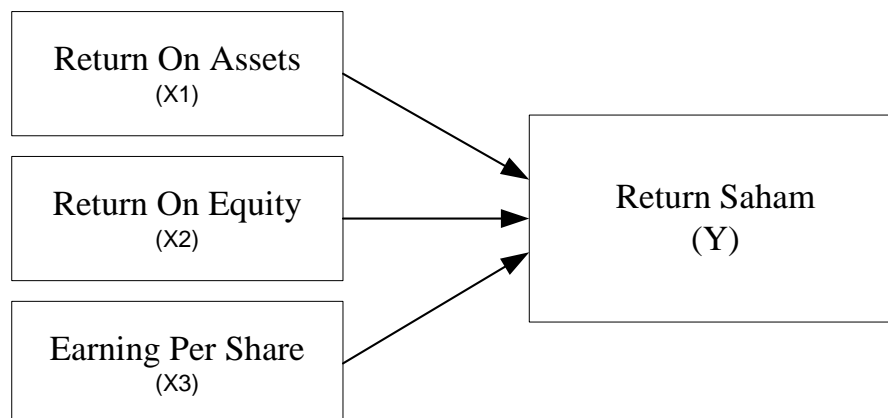 Return On Assets
(X1)
Return On Equity
(X2)
Earning Per Share
(X3)
Return Saham
(Y)